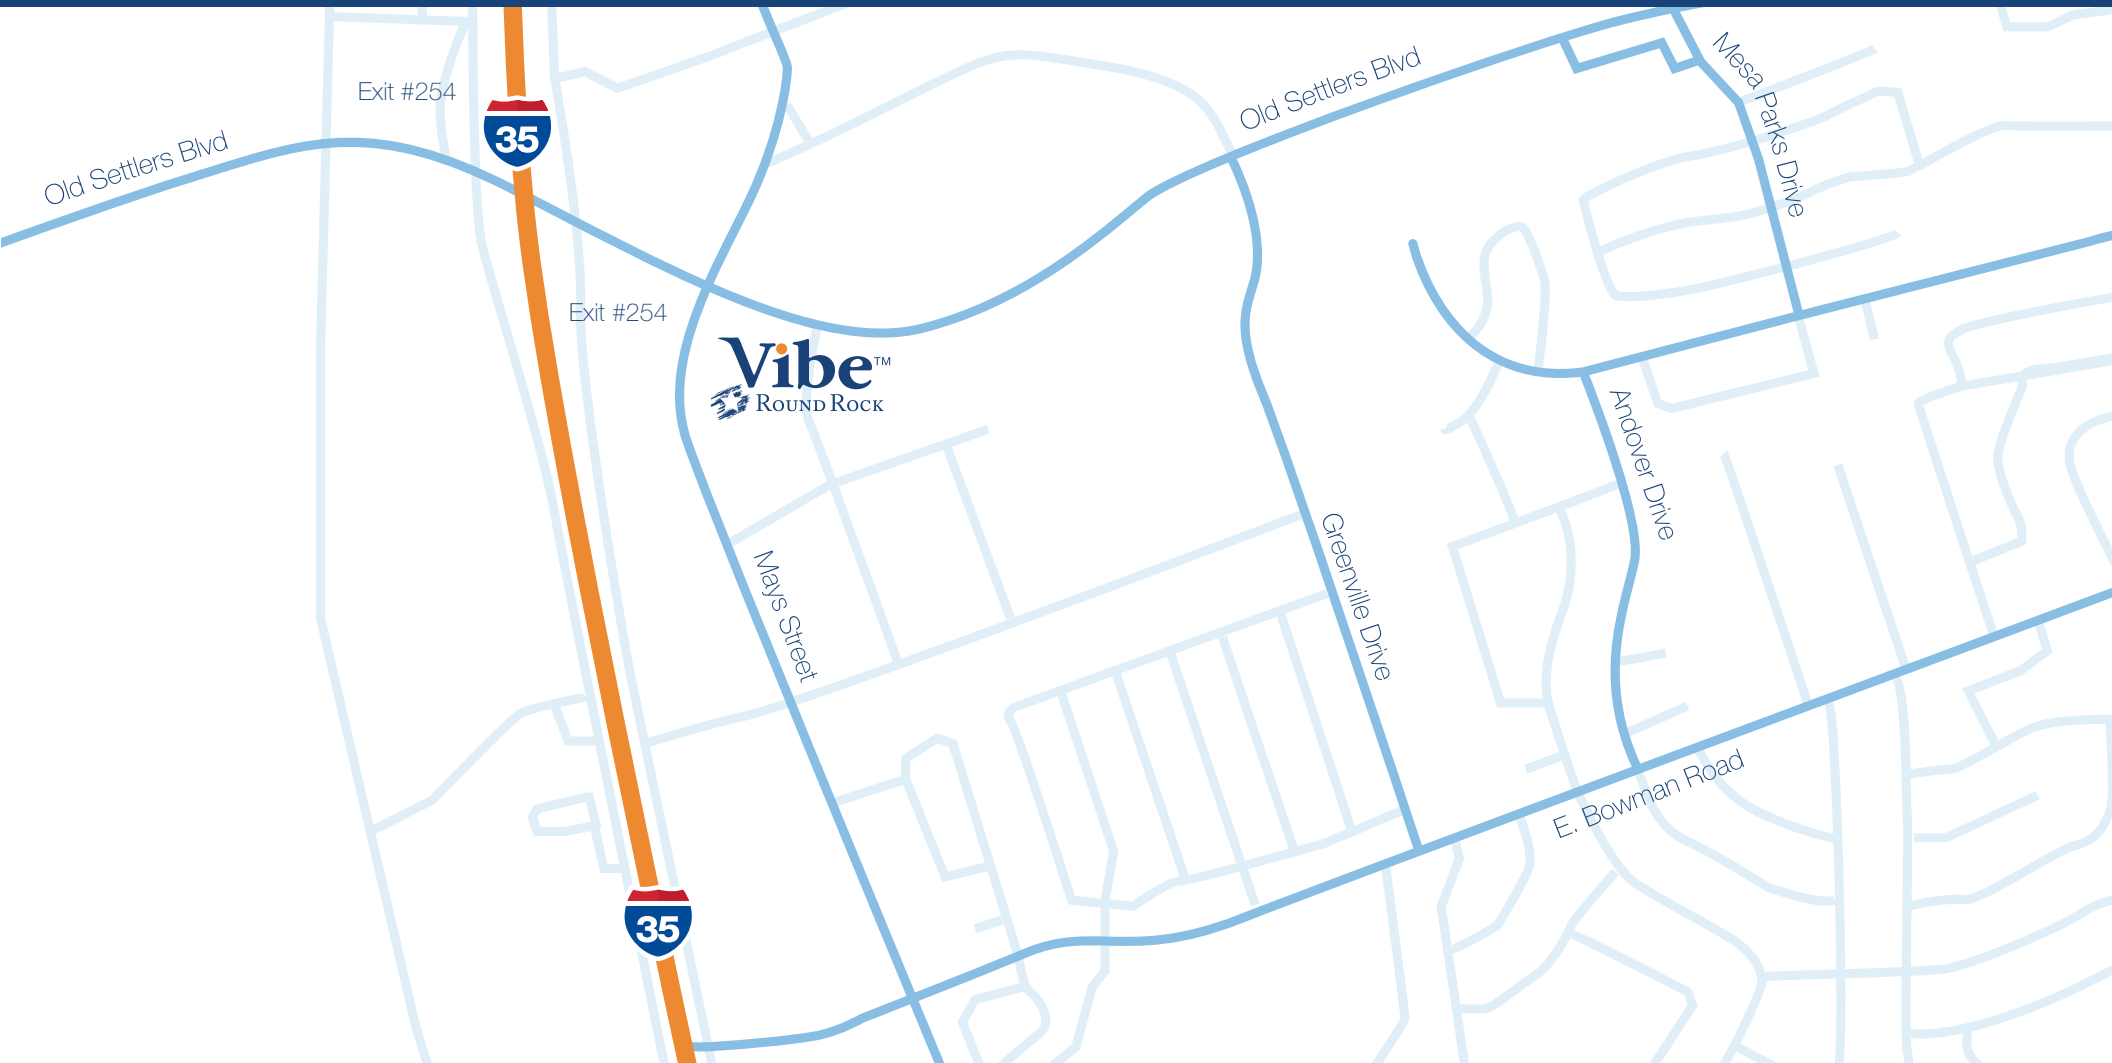 Mesa Parks Drive
Old Settlers Blvd
Exit #254
35
Old Settlers Blvd
Exit #254
Vibe™
ROUND ROCK
Andover Drive
Greenville Drive
Mays Street
E. Bowman Road
35